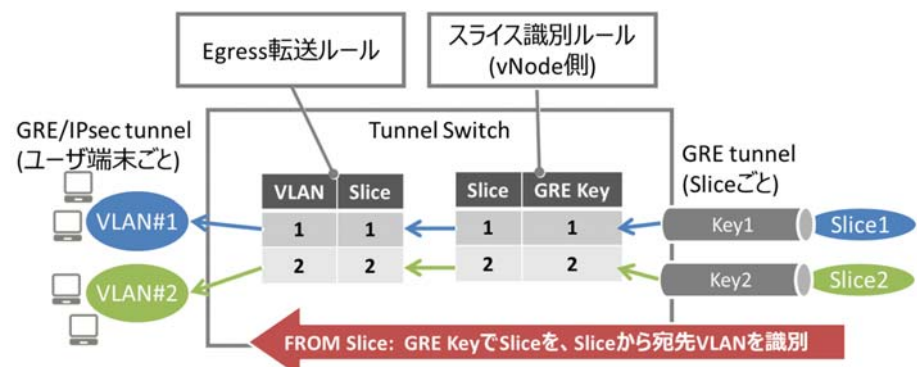 Egress転送ルール
スライス識別ルール
(vNode側)
GRE/IPsec tunnel
(ユーザ端末ごと)
Tunnel Switch
GRE tunnel
(Sliceごと)
VLAN Slice
1 1
2 2
Slice GRE Key
1 1
2 2
VLAN#1
VLAN#2
Key1
Slice1
Key2
Slice2
FROM Slice: GRE KeyでSliceを、Sliceから宛先VLANを識別